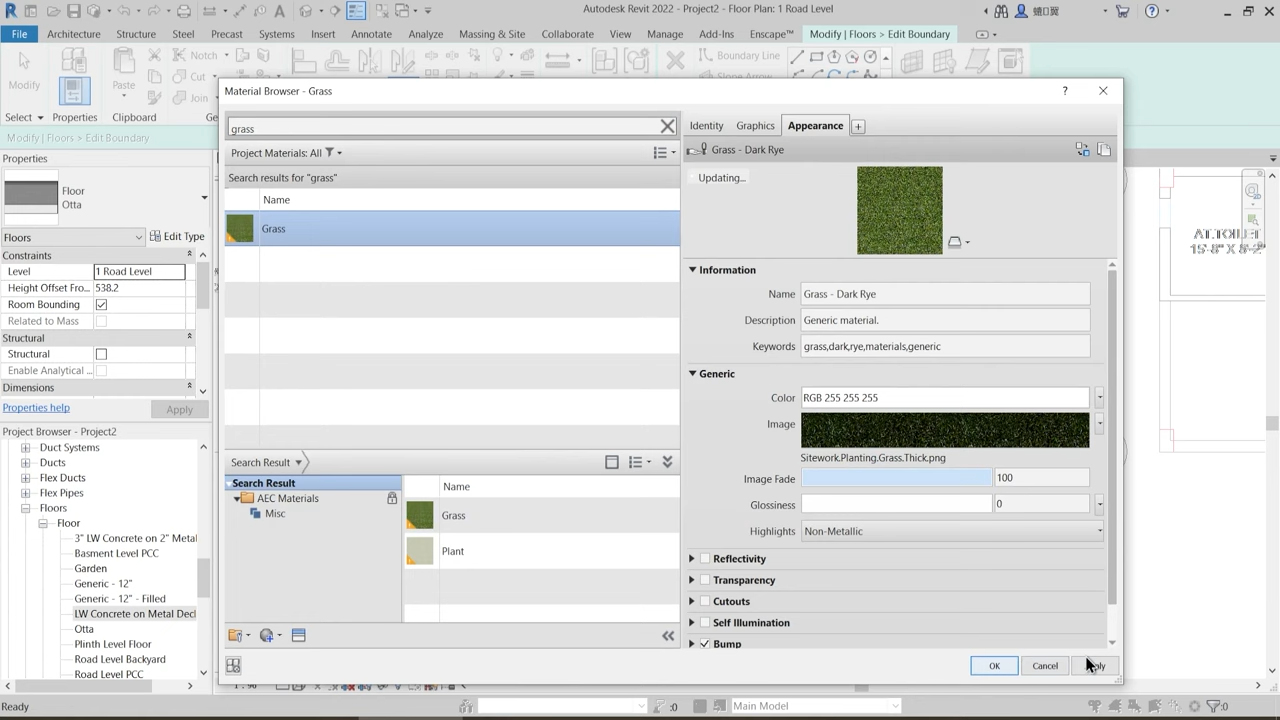 Autodesk Revit 2022 - Project2 - Floor Plan: 1 Road Level
File Architecture Structure Steel Precast Systems Insert Annotate Analyze Massing & Site Collaborate View Manage Add-Ins Enscape™ Modify | Floors > Edit Boundary
Notch
Boundary Line
Cut
Slope Arrow
Modify
Paste
Join
Select Properties Clipboard
Modify | Floors > Edit Boundary
Properties
Floor
Otta
Floors
Edit Type
Constraints
Level 1 Road Level
Height Offset Fro... 538.2
Room Bounding
Related to Mass
Structural
Structural
Enable Analytical ...
Dimensions
Properties help
Apply
Project Browser - Project2
Duct Systems
Ducts
Flex Ducts
Flex Pipes
Floors
Floor
3" LW Concrete on 2" Metal
Basment Level PCC
Garden
Generic - 12"
Generic - 12" - Filled
LW Concrete on Metal Deck
Otta
Plinth Level Floor
Road Level Backyard
Road Level PCC
Ready
Material Browser - Grass
?
grass
Project Materials: All
Search results for "grass"
Name
Grass
Search Result
Search Result
AEC Materials
Misc
Name
Grass
Plant
Identity Graphics Appearance
Grass - Dark Rye
Updating...
Information
Name Grass - Dark Rye
Description Generic material.
Keywords grass,dark,rye,materials,generic
Generic
Color RGB 255 255 255
Image
Sitework.Planting.Grass.Thick.png
Image Fade 100
Glossiness 0
Highlights Non-Metallic
Reflectivity
Transparency
Cutouts
Self Illumination
Bump
OK Cancel Apply
:0 Main Model :0